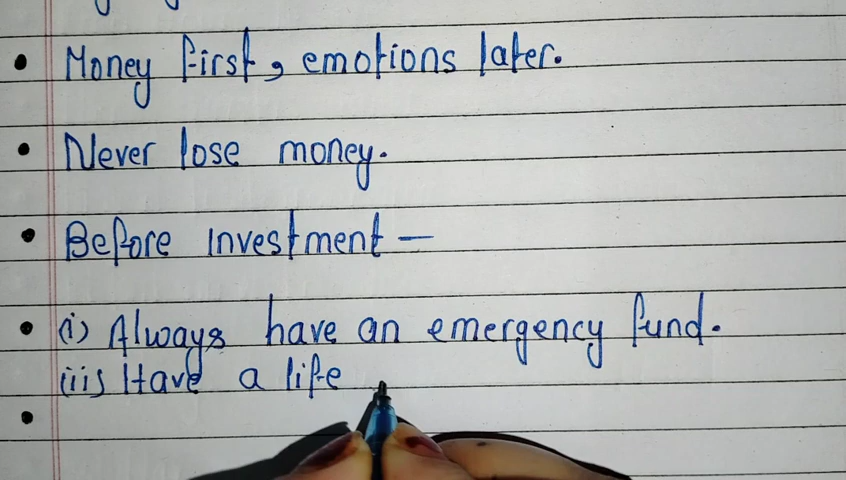 • Money first, emotions later.
• Never lose money.
• Before Investment —
• (i) Always have an emergency fund.
(ii) Have a life
•